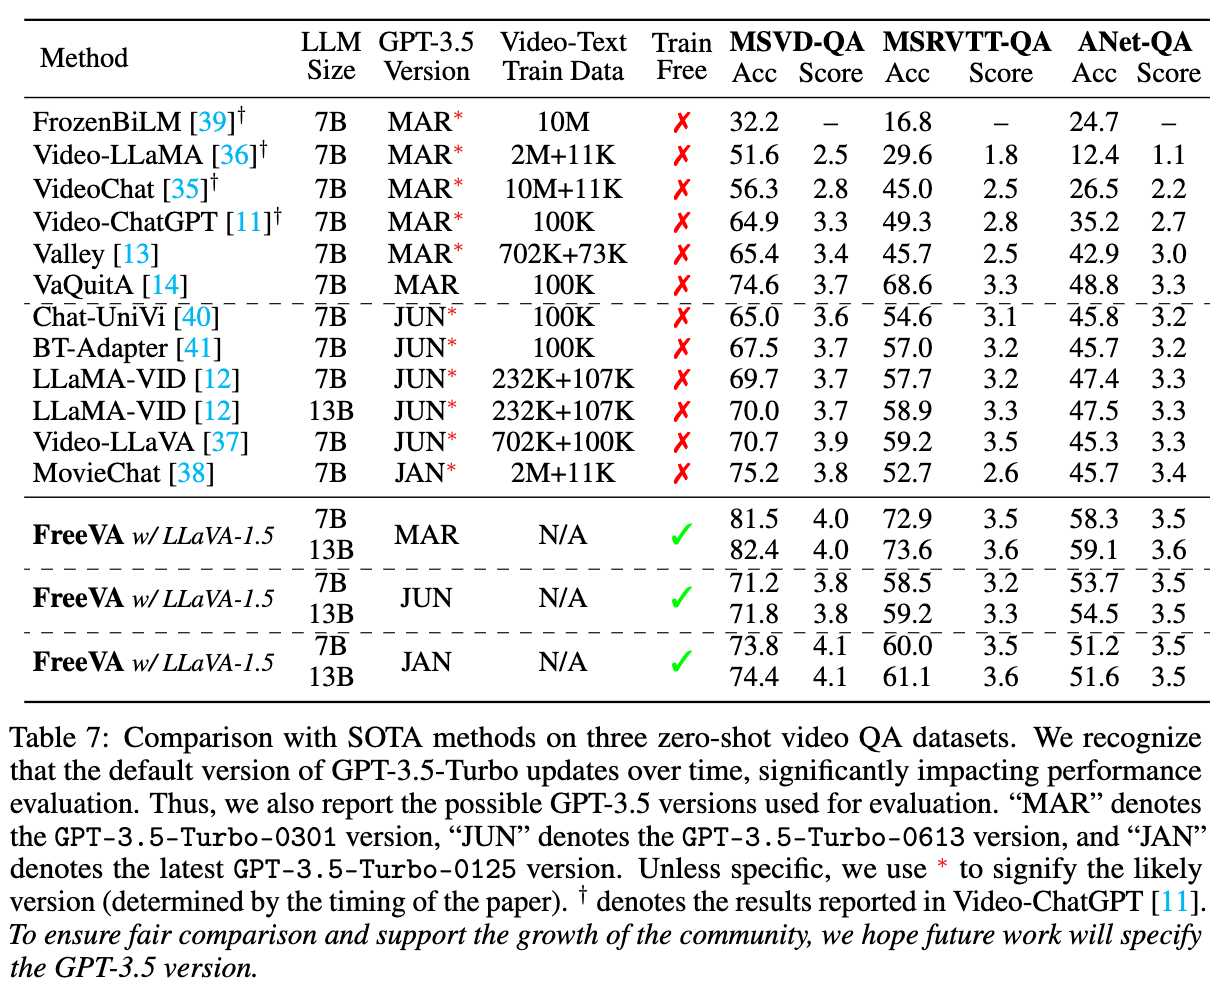 Method LLM Size GPT-3.5 Version Video-Text Train Data Train Free MSVD-QA Acc Score MSRVTT-QA Acc Score ANet-QA Acc Score
FrozenBiLM [39]† 7B MAR* 10M ✗ 32.2 – 16.8 – 24.7 –
Video-LLaMA [36]† 7B MAR* 2M+11K ✗ 51.6 2.5 29.6 1.8 12.4 1.1
VideoChat [35]† 7B MAR* 10M+11K ✗ 56.3 2.8 45.0 2.5 26.5 2.2
Video-ChatGPT [11]† 7B MAR* 100K ✗ 64.9 3.3 49.3 2.8 35.2 2.7
Valley [13] 7B MAR* 702K+73K ✗ 65.4 3.4 45.7 2.5 42.9 3.0
VaQuitA [14] 7B MAR 100K ✗ 74.6 3.7 68.6 3.3 48.8 3.3
Chat-UniVi [40] 7B JUN* 100K ✗ 65.0 3.6 54.6 3.1 45.8 3.2
BT-Adapter [41] 7B JUN* 100K ✗ 67.5 3.7 57.0 3.2 45.7 3.2
LLaMA-VID [12] 7B JUN* 232K+107K ✗ 69.7 3.7 57.7 3.2 47.4 3.3
LLaMA-VID [12] 13B JUN* 232K+107K ✗ 70.0 3.7 58.9 3.3 47.5 3.3
Video-LLaVA [37] 7B JUN* 702K+100K ✗ 70.7 3.9 59.2 3.5 45.3 3.3
MovieChat [38] 7B JAN* 2M+11K ✗ 75.2 3.8 52.7 2.6 45.7 3.4
FreeVA w/ LLaVA-1.5 MAR N/A ✓
7B 81.5 4.0 72.9 3.5 58.3 3.5
13B 82.4 4.0 73.6 3.6 59.1 3.6
FreeVA w/ LLaVA-1.5 JUN N/A ✓
7B 71.2 3.8 58.5 3.2 53.7 3.5
13B 71.8 3.8 59.2 3.3 54.5 3.5
FreeVA w/ LLaVA-1.5 JAN N/A ✓
7B 73.8 4.1 60.0 3.5 51.2 3.5
13B 74.4 4.1 61.1 3.6 51.6 3.5
Table 7: Comparison with SOTA methods on three zero-shot video QA datasets. We recognize
that the default version of GPT-3.5-Turbo updates over time, significantly impacting performance
evaluation. Thus, we also report the possible GPT-3.5 versions used for evaluation. “MAR” denotes
the GPT-3.5-Turbo-0301 version, “JUN” denotes the GPT-3.5-Turbo-0613 version, and “JAN”
denotes the latest GPT-3.5-Turbo-0125 version. Unless specific, we use * to signify the likely
version (determined by the timing of the paper). † denotes the results reported in Video-ChatGPT [11].
To ensure fair comparison and support the growth of the community, we hope future work will specify
the GPT-3.5 version.